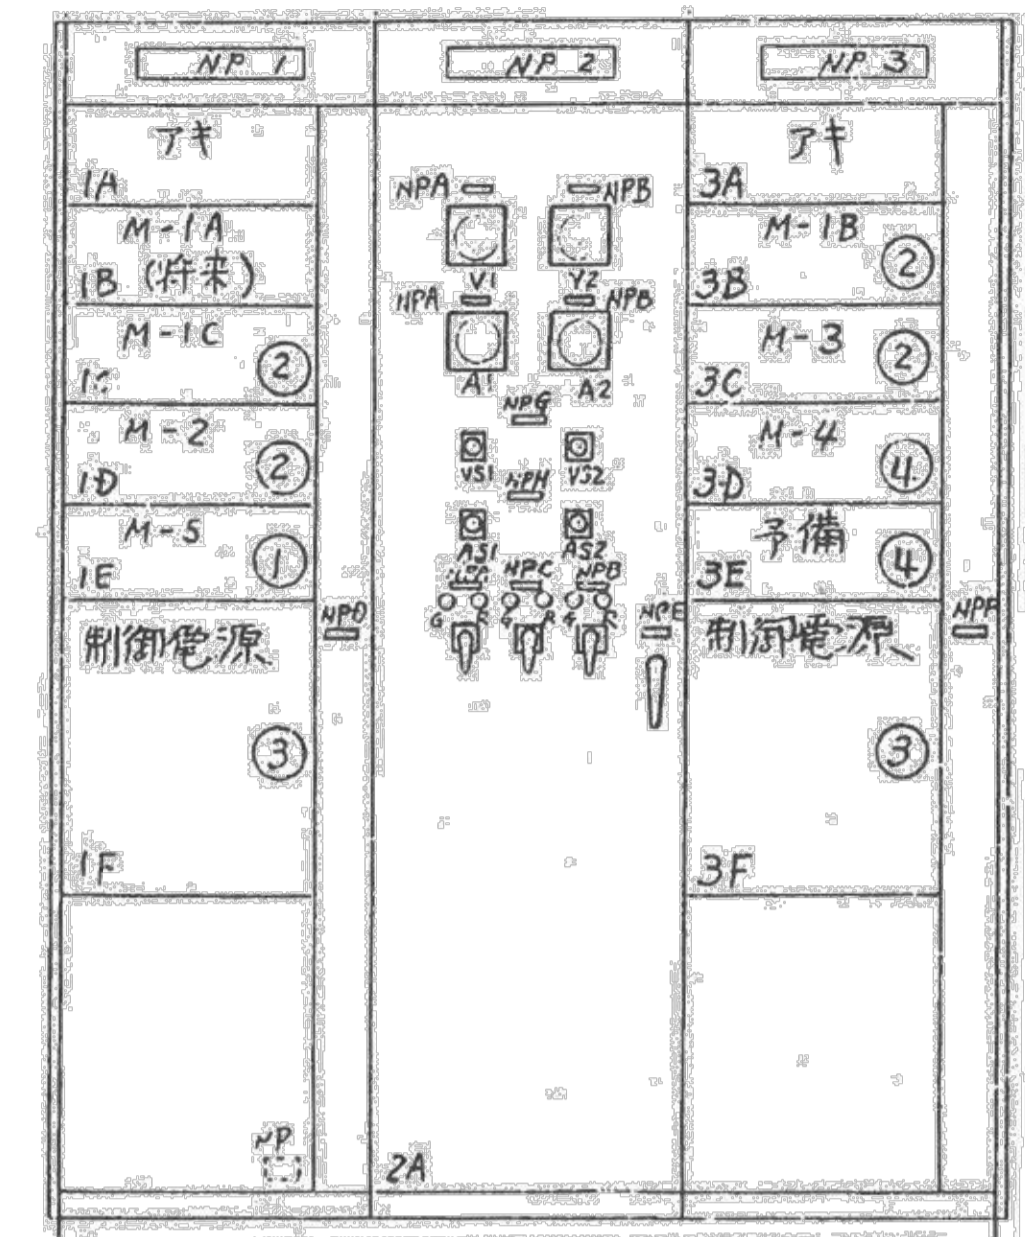 NP 1
NP 2
NP 3
アキ
1A
M-1A
(将来)
1B
M-1C
②
M-2
②
1D
M-5
①
1E
制御電源
③
1F
NP
NPD
NPA
NPB
V1
V2
NPA
NPB
A1
A2
NPG
VS1
VS2
NPH
AS1
AS2
NPC
NPB
G
R
G
R
G
R
NPE
2A
アキ
3A
M-1B
②
3B
M-3
②
3C
M-4
④
3D
予備
④
3E
制御電源
③
3F
NPF